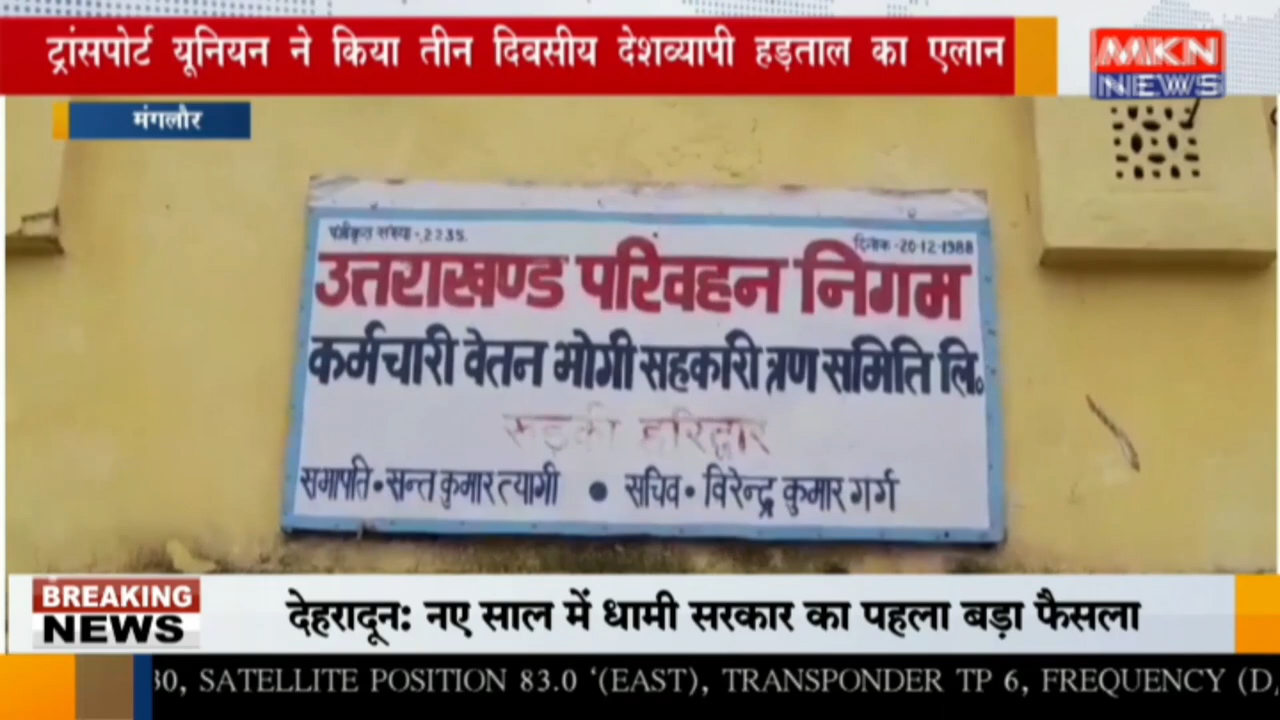 ट्रांसपोर्ट यूनियन ने किया तीन दिवसीय देशव्यापी हड़ताल का एलान
MKN
NEWS
मंगलौर
पंजीकृत संख्या-2235.
दिनांक-20-12-1988
उत्तराखण्ड परिवहन निगम
कर्मचारी वेतन भोगी सहकारी त्रण समिति लि.
रुड़की हरिद्वार
सभापति • सन्त कुमार त्यागी • सचिव • विरेन्द्र कुमार गर्ग
BREAKING
NEWS
देहरादून: नए साल में धामी सरकार का पहला बड़ा फैसला
30, SATELLITE POSITION 83.0 ‘(EAST), TRANSPONDER TP 6, FREQUENCY (D/